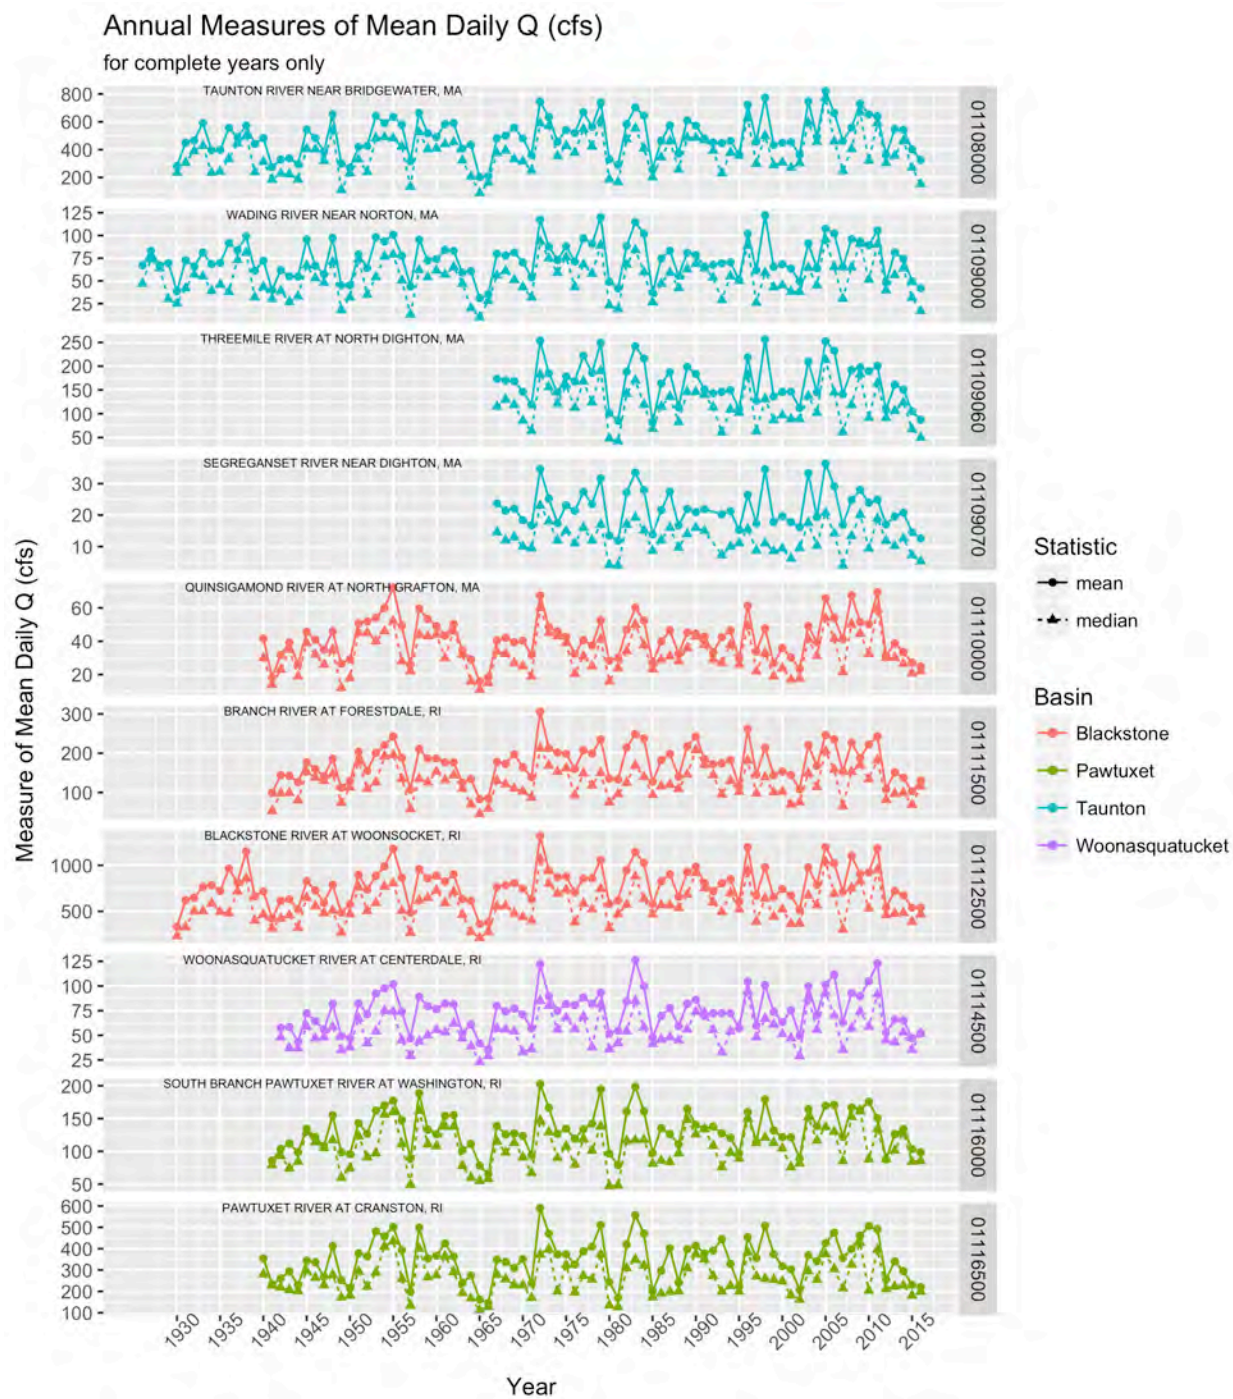 Annual Measures of Mean Daily Q (cfs)
for complete years only
Measure of Mean Daily Q (cfs)
TAUNTON RIVER NEAR BRIDGEWATER, MA
800
600
400
200
01108000
WADING RIVER NEAR NORTON, MA
125
100
75
50
25
01109000
THREEMILE RIVER AT NORTH DIGHTON, MA
250
200
150
100
50
01109060
SEGREGANSET RIVER NEAR DIGHTON, MA
30
20
10
01109070
QUINSIGAMOND RIVER AT NORTH GRAFTON, MA
60
40
20
01110000
BRANCH RIVER AT FORESTDALE, RI
300
200
100
01111500
BLACKSTONE RIVER AT WOONSOCKET, RI
1000
500
01112500
WOONASQUATUCKET RIVER AT CENTERDALE, RI
125
100
75
50
25
01114500
SOUTH BRANCH PAWTUXET RIVER AT WASHINGTON, RI
200
150
100
50
01116000
PAWTUXET RIVER AT CRANSTON, RI
600
500
400
300
200
100
01116500
1930 1935 1940 1945 1950 1955 1960 1965 1970 1975 1980 1985 1990 1995 2000 2005 2010 2015
Year
Statistic
mean
median
Basin
Blackstone
Pawtuxet
Taunton
Woonasquatucket